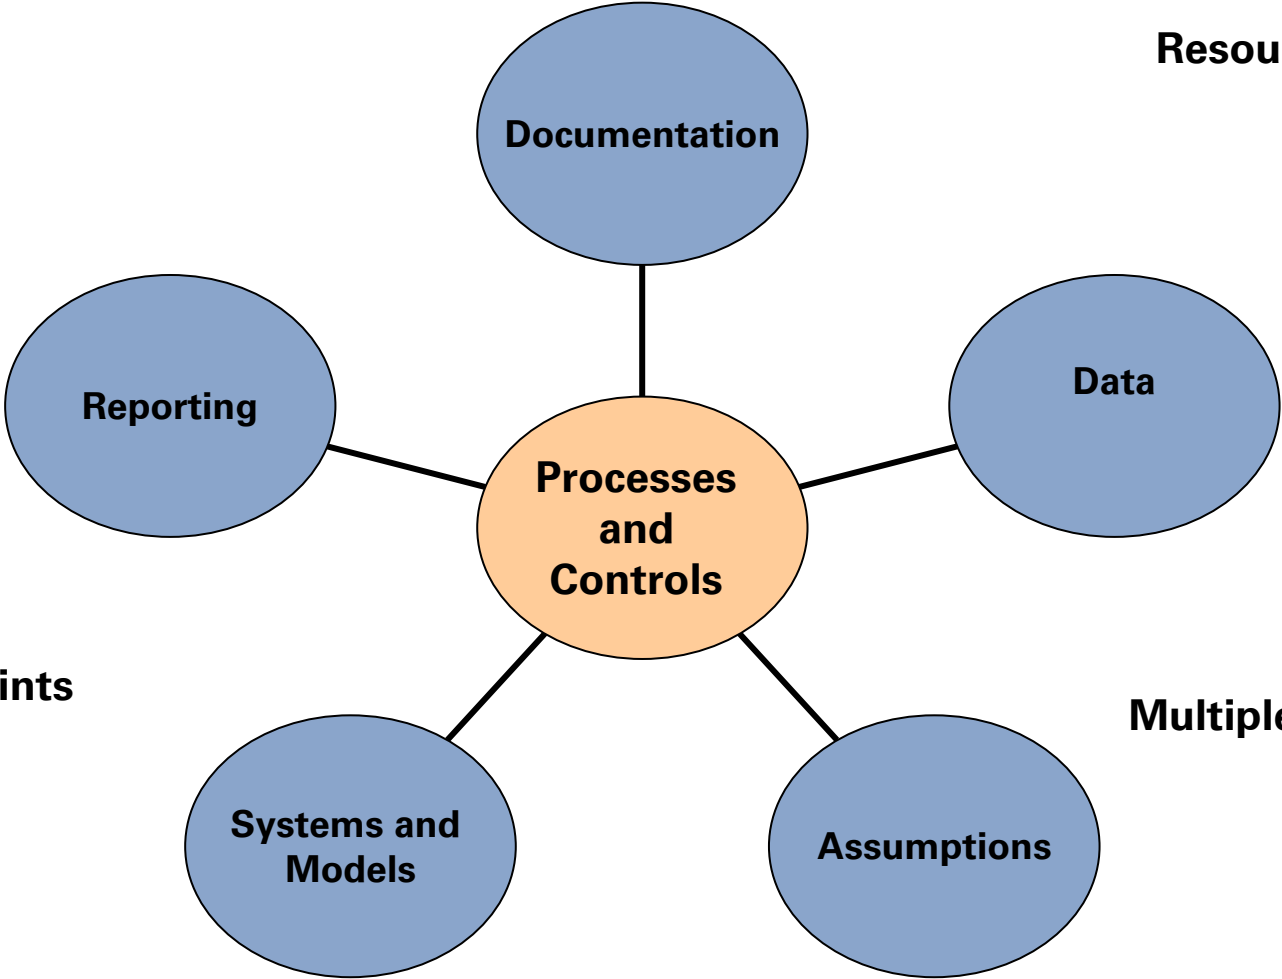 Resou
Documentation
Data
Reporting
Processes
and
Controls
ints
Multiple
Systems and
Models
Assumptions